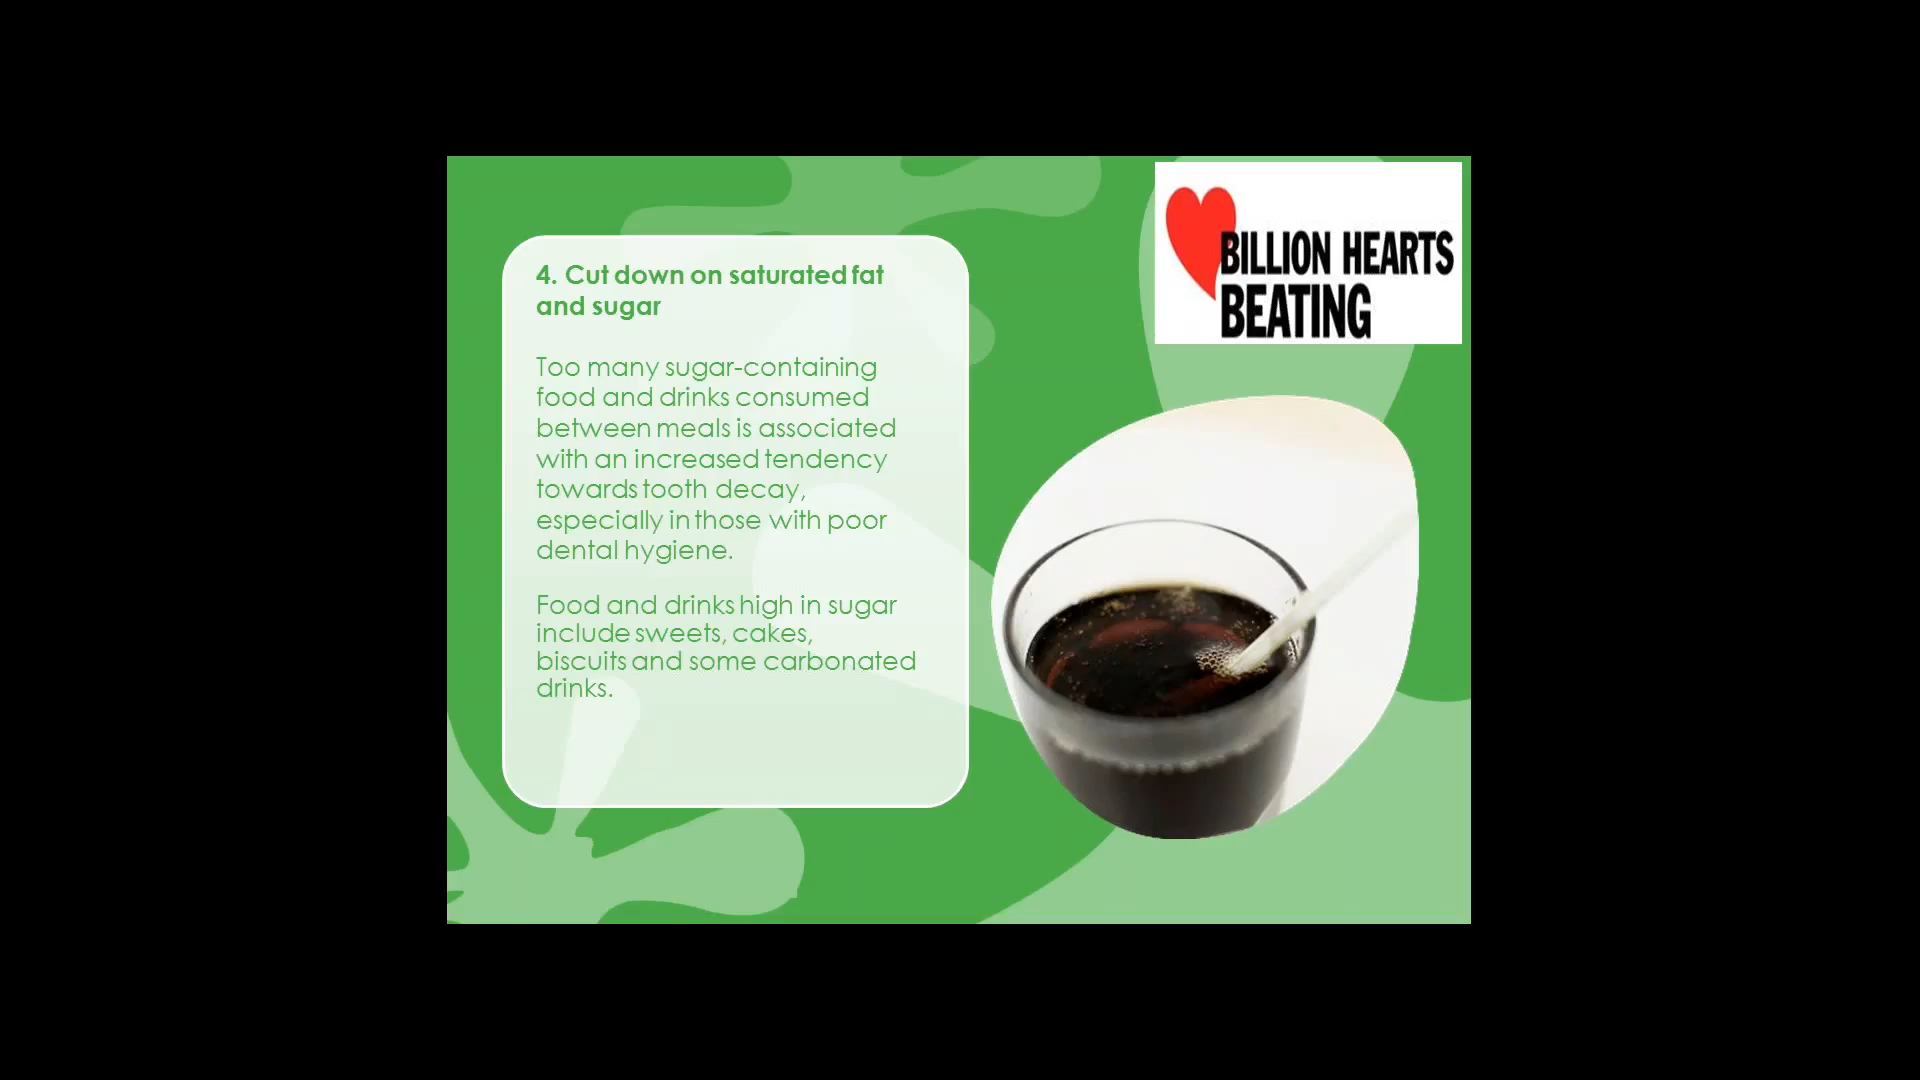 BILLION HEARTS
BEATING
4. Cut down on saturated fat
and sugar
Too many sugar-containing
food and drinks consumed
between meals is associated
with an increased tendency
towards tooth decay,
especially in those with poor
dental hygiene.
Food and drinks high in sugar
include sweets, cakes,
biscuits and some carbonated
drinks.